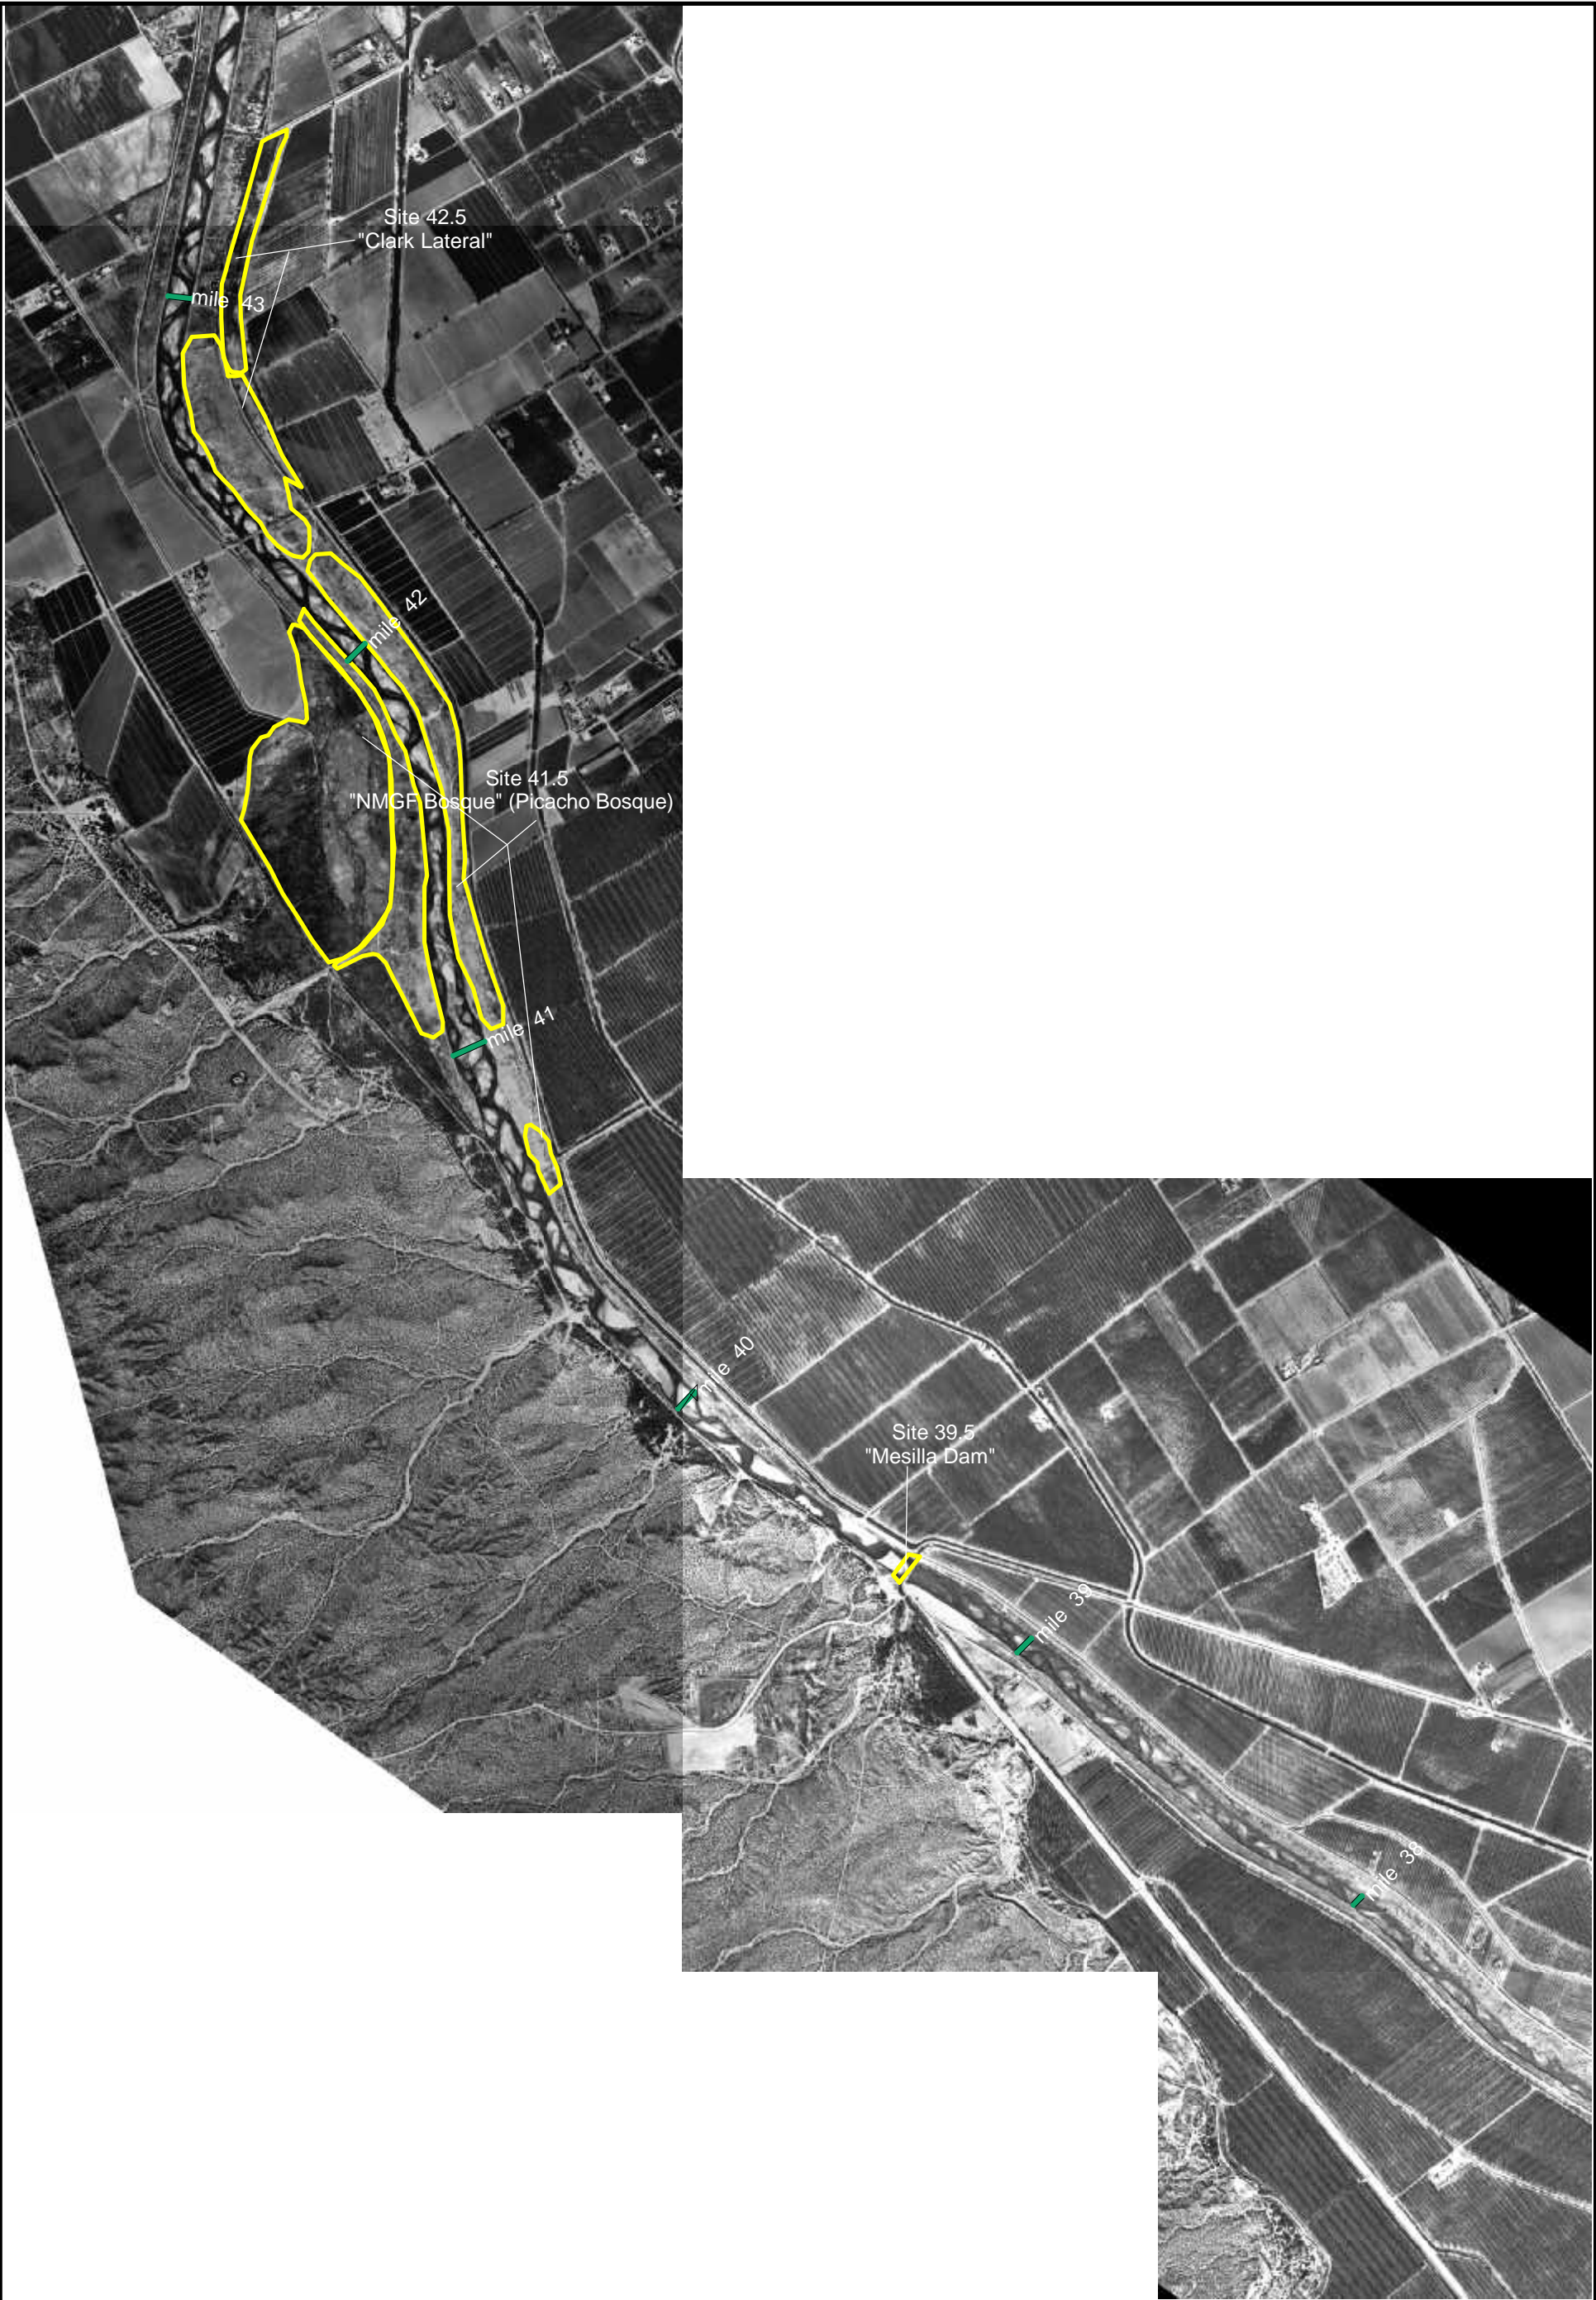 Site 42.5
"Clark Lateral"
mile 43
mile 42
Site 41.5
"NMGF Bosque" (Picacho Bosque)
mile 41
mile 40
Site 39.5
"Mesilla Dam"
mile 39
mile 38